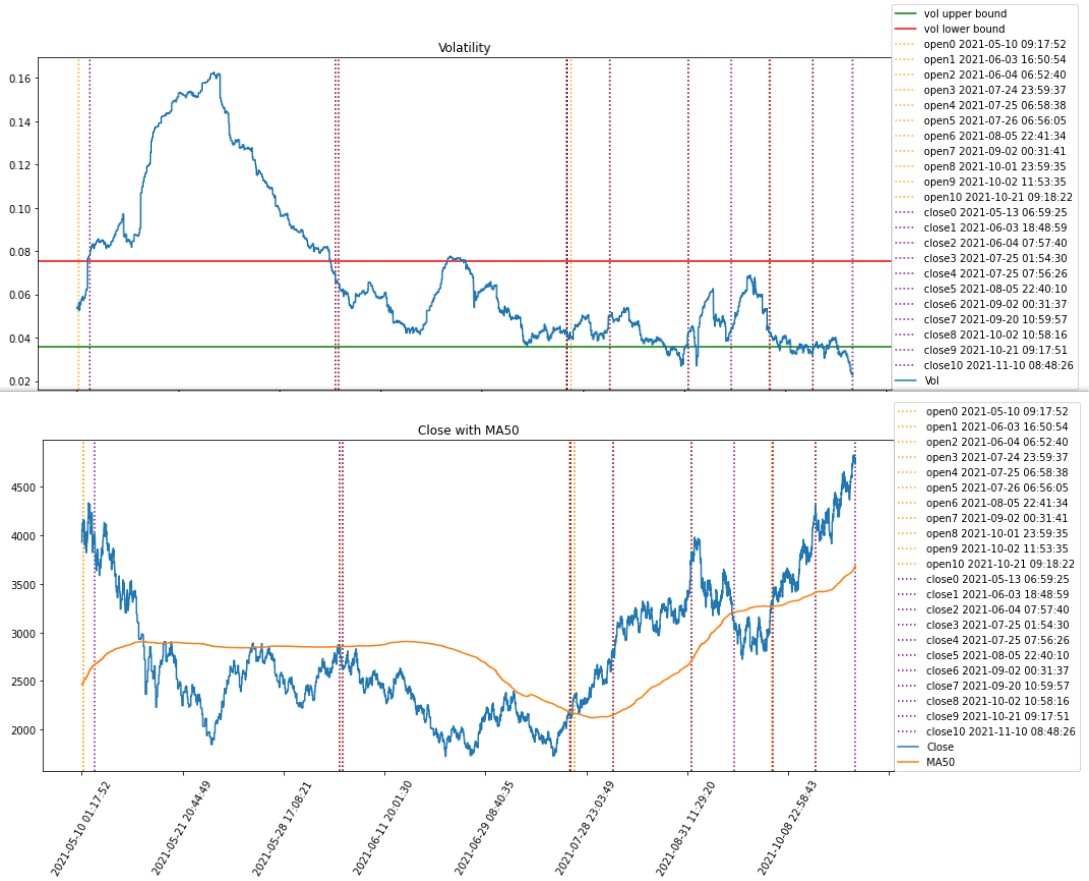 Volatility
0.16
0.14
0.12
0.10
0.08
0.06
0.04
0.02
vol upper bound
vol lower bound
open0 2021-05-10 09:17:52
open1 2021-06-03 16:50:54
open2 2021-06-04 06:52:40
open3 2021-07-24 23:59:37
open4 2021-07-25 06:58:38
open5 2021-07-26 06:56:05
open6 2021-08-05 22:41:34
open7 2021-09-02 00:31:41
open8 2021-10-01 23:59:35
open9 2021-10-02 11:53:35
open10 2021-10-21 09:18:22
close0 2021-05-13 06:59:25
close1 2021-06-03 18:48:59
close2 2021-06-04 07:57:40
close3 2021-07-25 01:54:30
close4 2021-07-25 07:56:26
close5 2021-08-05 22:40:10
close6 2021-09-02 00:31:37
close7 2021-09-20 10:59:57
close8 2021-10-02 10:58:16
close9 2021-10-21 09:17:51
close10 2021-11-10 08:48:26
Vol
Close with MA50
4500
4000
3500
3000
2500
2000
open0 2021-05-10 09:17:52
open1 2021-06-03 16:50:54
open2 2021-06-04 06:52:40
open3 2021-07-24 23:59:37
open4 2021-07-25 06:58:38
open5 2021-07-26 06:56:05
open6 2021-08-05 22:41:34
open7 2021-09-02 00:31:41
open8 2021-10-01 23:59:35
open9 2021-10-02 11:53:35
open10 2021-10-21 09:18:22
close0 2021-05-13 06:59:25
close1 2021-06-03 18:48:59
close2 2021-06-04 07:57:40
close3 2021-07-25 01:54:30
close4 2021-07-25 07:56:26
close5 2021-08-05 22:40:10
close6 2021-09-02 00:31:37
close7 2021-09-20 10:59:57
close8 2021-10-02 10:58:16
close9 2021-10-21 09:17:51
close10 2021-11-10 08:48:26
Close
MA50
2021-05-10 01:17:52
2021-05-21 20:44:49
2021-05-28 17:08:21
2021-06-11 20:01:30
2021-06-29 08:40:35
2021-07-28 23:03:49
2021-08-31 11:29:20
2021-10-08 22:58:43